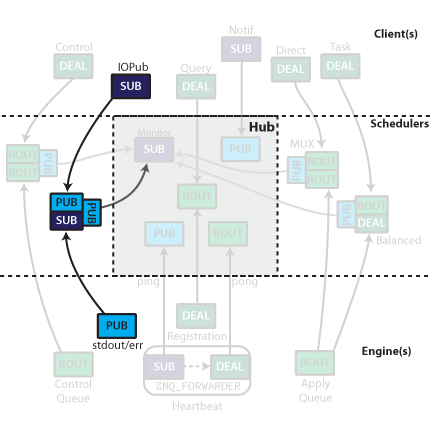 Client(s)
Notif.
Control
IOPub
Query
Direct
Task
DEAL
SUB
DEAL
SUB
DEAL
DEAL
Schedulers
Hub
Monitor
SUB
PUB
MUX
ROUT
ROUT
PUB
PUB
ROUT
ROUT
ROUT
PUB
SUB
PUB
PUB
ROUT
DEAL
PUB
ROUT
Balanced
ping
pong
DEAL
Registration
PUB
stdout/err
Engine(s)
ROUT
Control
Queue
SUB
DEAL
ZMQ_FORWARDER
Heartbeat
ROUT
Apply
Queue